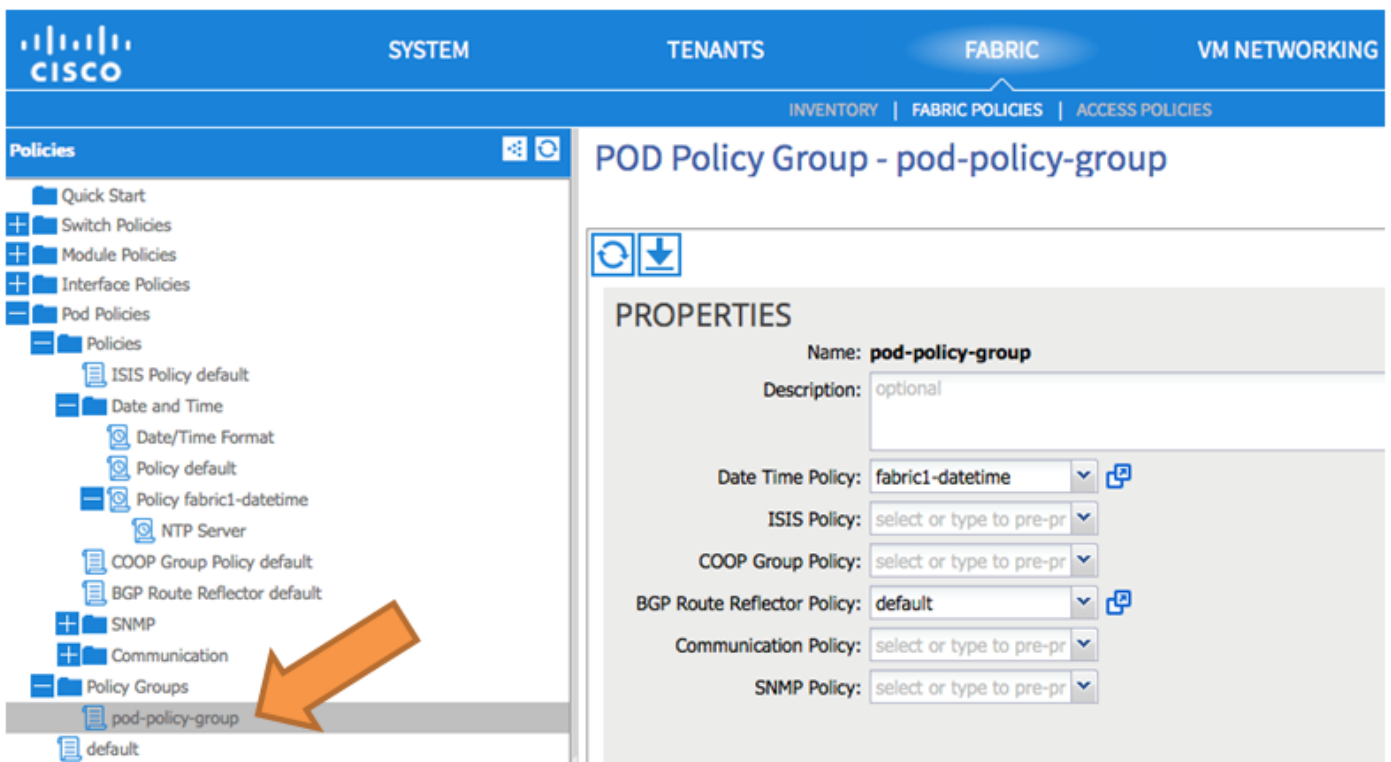 CISCO
SYSTEM
TENANTS
FABRIC
VM NETWORKING
INVENTORY | FABRIC POLICIES | ACCESS POLICIES
Policies
Quick Start
Switch Policies
Module Policies
Interface Policies
Pod Policies
Policies
ISIS Policy default
Date and Time
Date/Time Format
Policy default
Policy fabric1-datetime
NTP Server
COOP Group Policy default
BGP Route Reflector default
SNMP
Communication
Policy Groups
pod-policy-group
default
POD Policy Group - pod-policy-group
PROPERTIES
Name: pod-policy-group
Description: optional
Date Time Policy: fabric1-datetime
ISIS Policy: select or type to pre-pr
COOP Group Policy: select or type to pre-pr
BGP Route Reflector Policy: default
Communication Policy: select or type to pre-pr
SNMP Policy: select or type to pre-pr